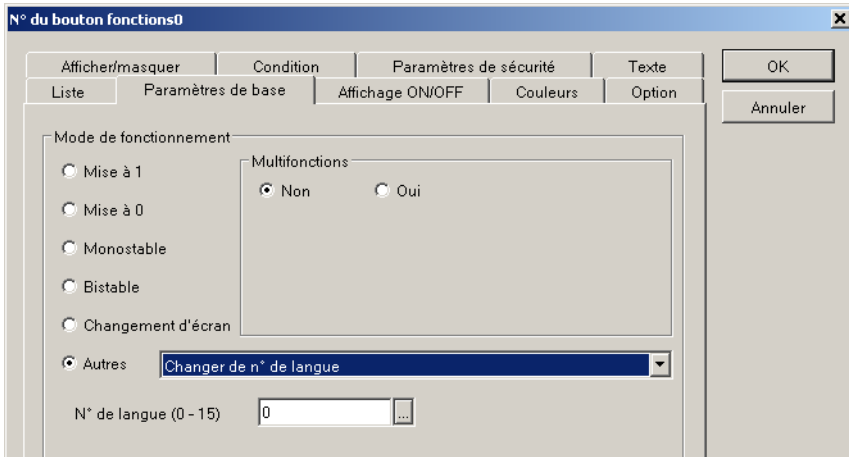 N° du bouton fonctions0
Afficher/masquer Condition Paramètres de sécurité Texte
Liste Paramètres de base Affichage ON/OFF Couleurs Option
OK
Annuler
Mode de fonctionnement
Multifonctions
Mise à 1
Non Oui
Mise à 0
Monostable
Bistable
Changement d'écran
Autres Changer de n° de langue
N° de langue (0 - 15) 0 ...